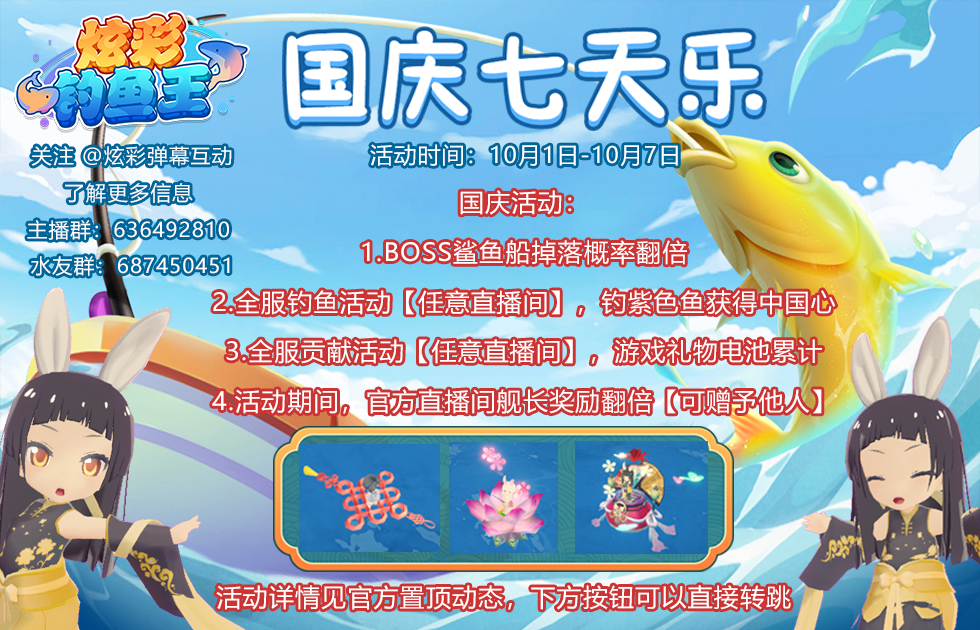 炫彩
钓鱼王
国庆七天乐
关注 @炫彩弹幕互动
了解更多信息
主播群：636492810
水友群：687450451
活动时间：10月1日-10月7日
国庆活动：
1.BOSS鲨鱼船掉落概率翻倍
2.全服钓鱼活动【任意直播间】，钓紫色鱼获得中国心
3.全服贡献活动【任意直播间】，游戏礼物电池累计
4.活动期间，官方直播间舰长奖励翻倍【可赠予他人】
活动详情见官方置顶动态，下方按钮可以直接转跳